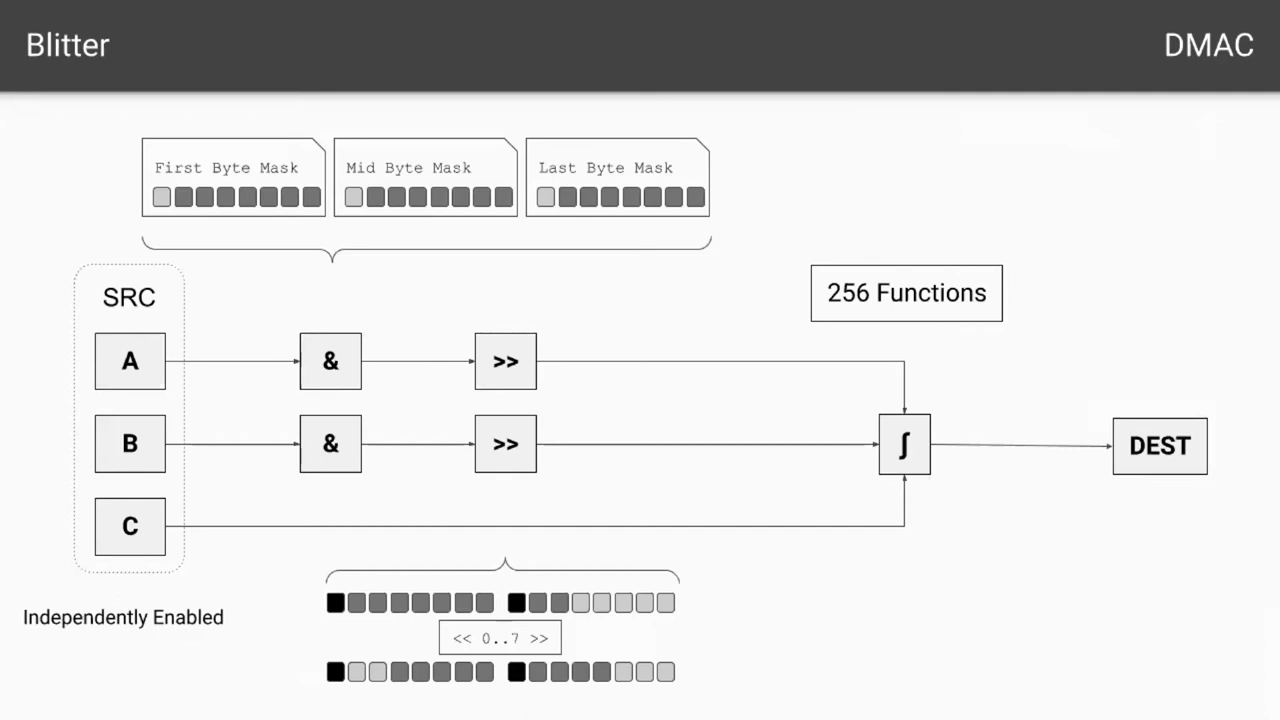 Blitter
DMAC
First Byte Mask
Mid Byte Mask
Last Byte Mask
SRC
256 Functions
A
&
>>
B
&
>>
∫
DEST
C
Independently Enabled
<< 0..7 >>